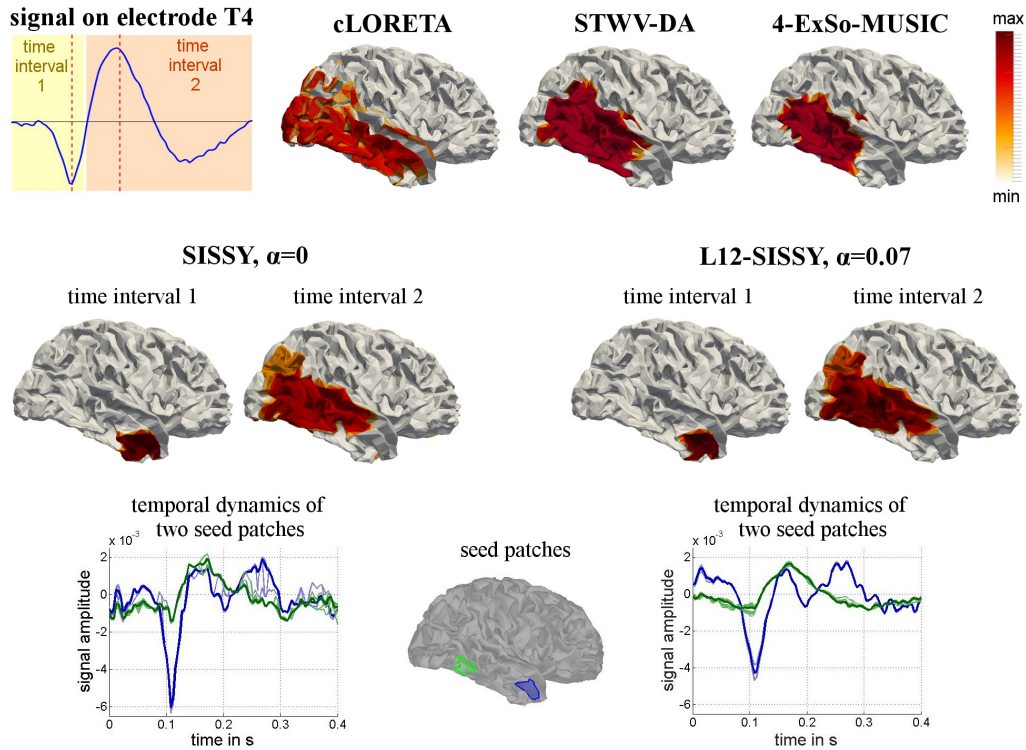 signal on electrode T4
time
interval
1
time
interval
2
cLORETA
STWV-DA
4-ExSo-MUSIC
max
min
SISSY, α=0
L12-SISSY, α=0.07
time interval 1
time interval 2
time interval 1
time interval 2
temporal dynamics of
two seed patches
x 10⁻³
signal amplitude
2
0
-2
-4
-6
0
0.1
0.2
0.3
0.4
time in s
seed patches
temporal dynamics of
two seed patches
x 10⁻³
signal amplitude
2
0
-2
-4
-6
0
0.1
0.2
0.3
0.4
time in s